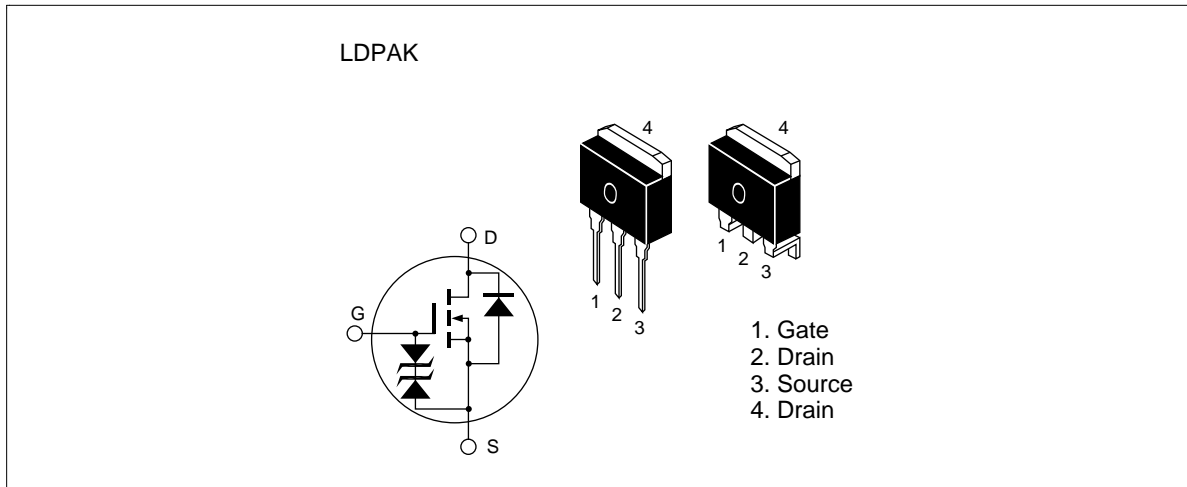 LDPAK
4
4
1
2
3
1
2
3
D
G
S
1. Gate
2. Drain
3. Source
4. Drain